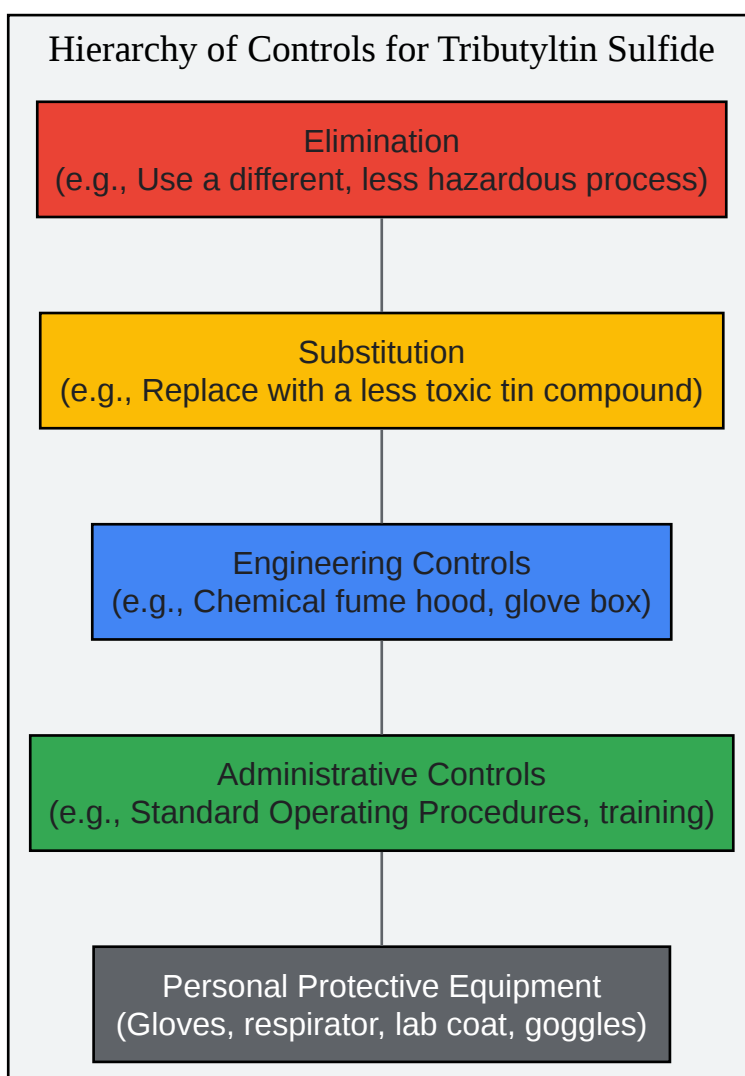 Hierarchy of Controls for Tributyltin Sulfide
Elimination
(e.g., Use a different, less hazardous process)
Substitution
(e.g., Replace with a less toxic tin compound)
Engineering Controls
(e.g., Chemical fume hood, glove box)
Administrative Controls
(e.g., Standard Operating Procedures, training)
Personal Protective Equipment
(Gloves, respirator, lab coat, goggles)